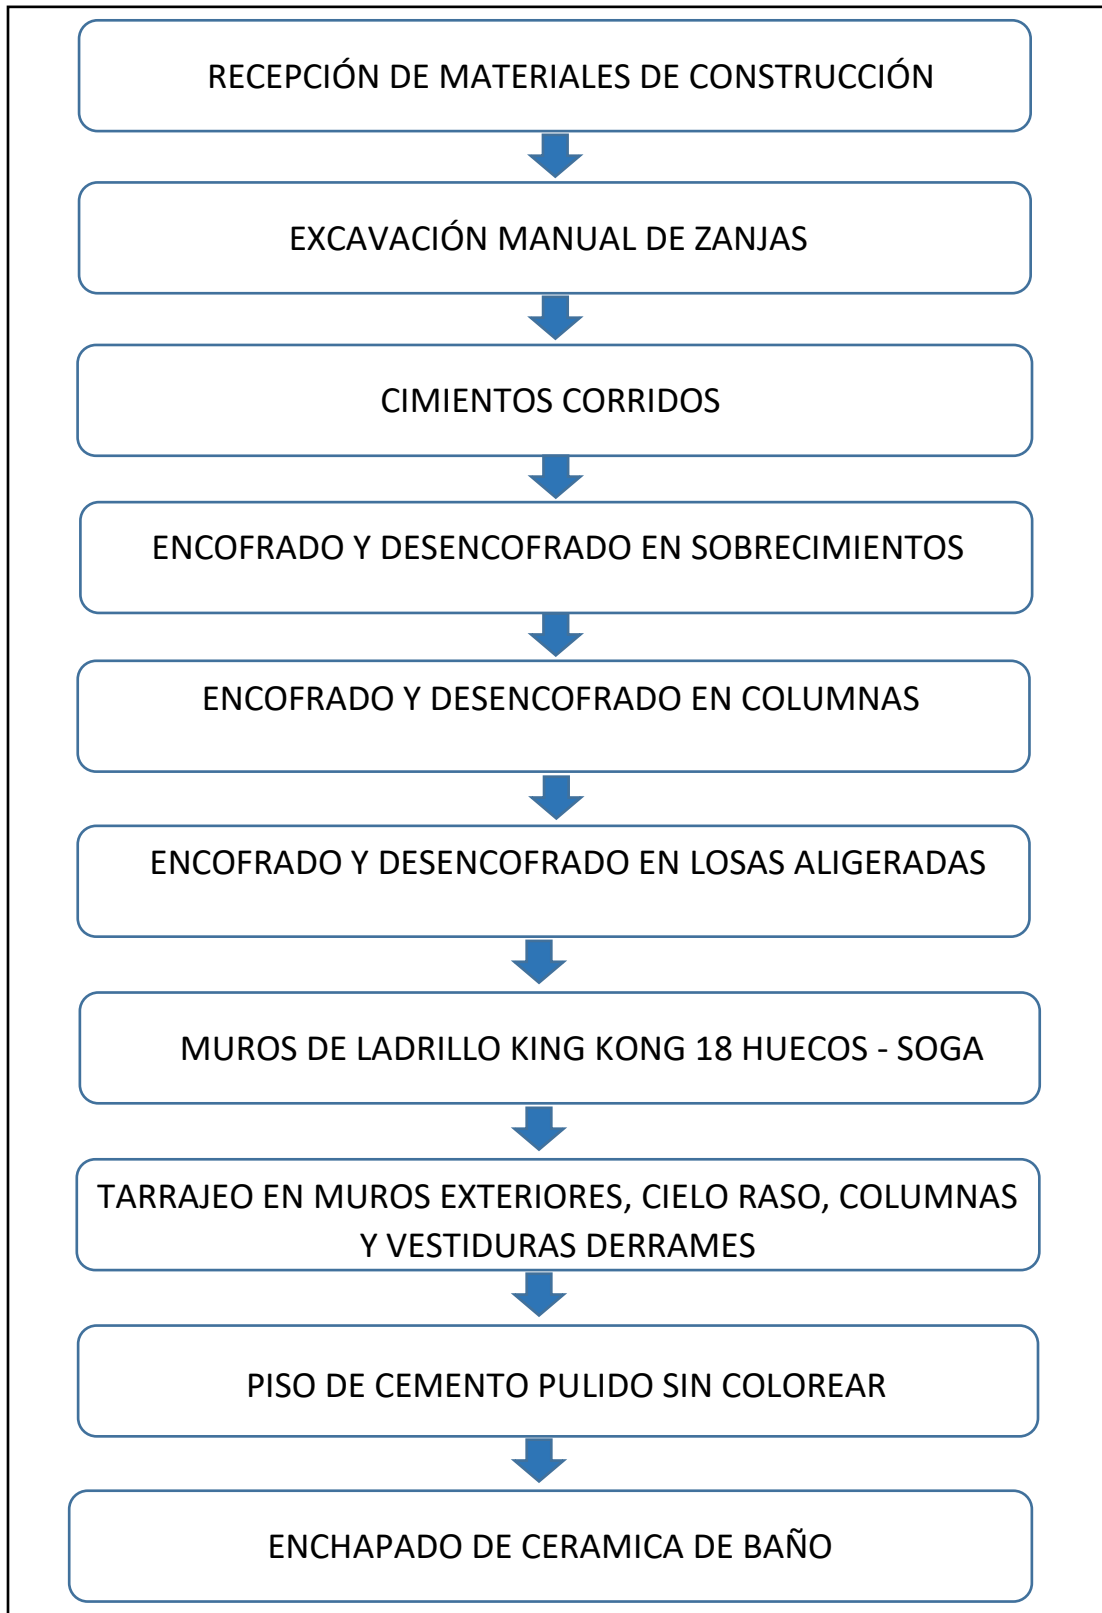 RECEPCIÓN DE MATERIALES DE CONSTRUCCIÓN
EXCAVACIÓN MANUAL DE ZANJAS
CIMIENTOS CORRIDOS
ENCOFRADO Y DESENCOFRADO EN SOBRECIMIENTOS
ENCOFRADO Y DESENCOFRADO EN COLUMNAS
ENCOFRADO Y DESENCOFRADO EN LOSAS ALIGERADAS
MUROS DE LADRILLO KING KONG 18 HUECOS - SOGA
TARRAJEO EN MUROS EXTERIORES, CIELO RASO, COLUMNAS
Y VESTIDURAS DERRAMES
PISO DE CEMENTO PULIDO SIN COLOREAR
ENCHAPADO DE CERAMICA DE BAÑO